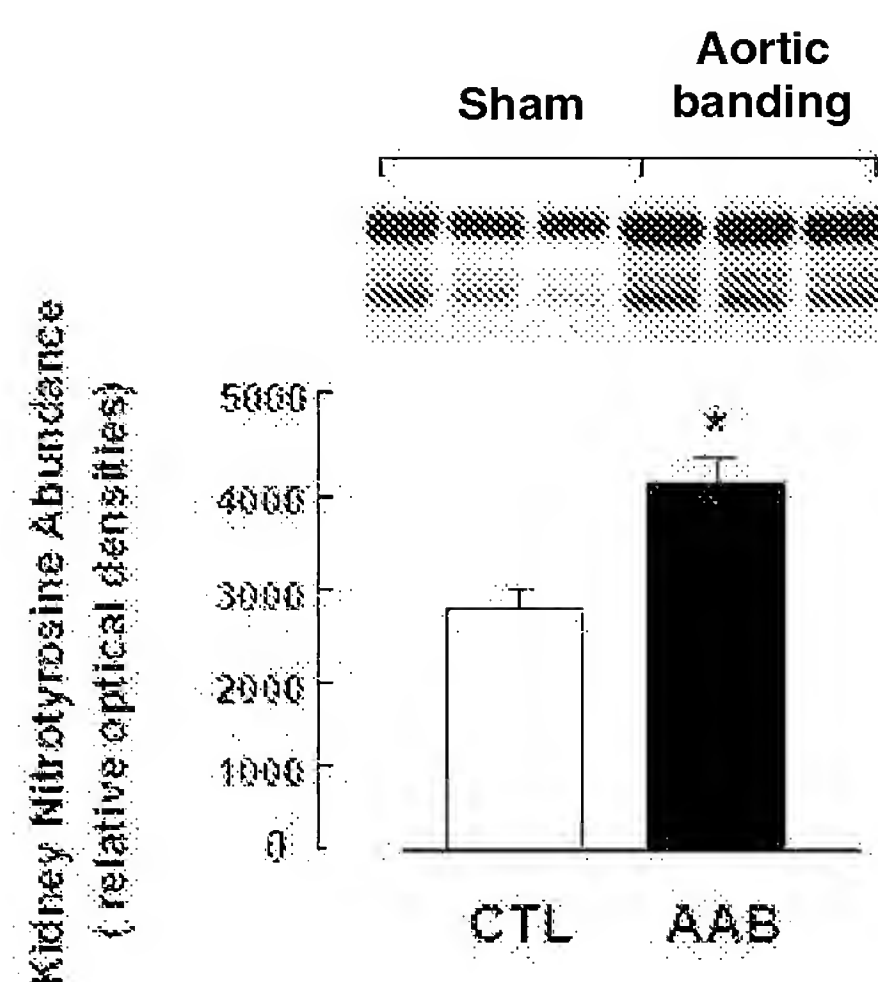 Aortic
Sham banding
Kidney Nitrotyrosine Abundance
( relative optical densities)
5000
*
4000
3000
2000
1000
0
CTL AAB